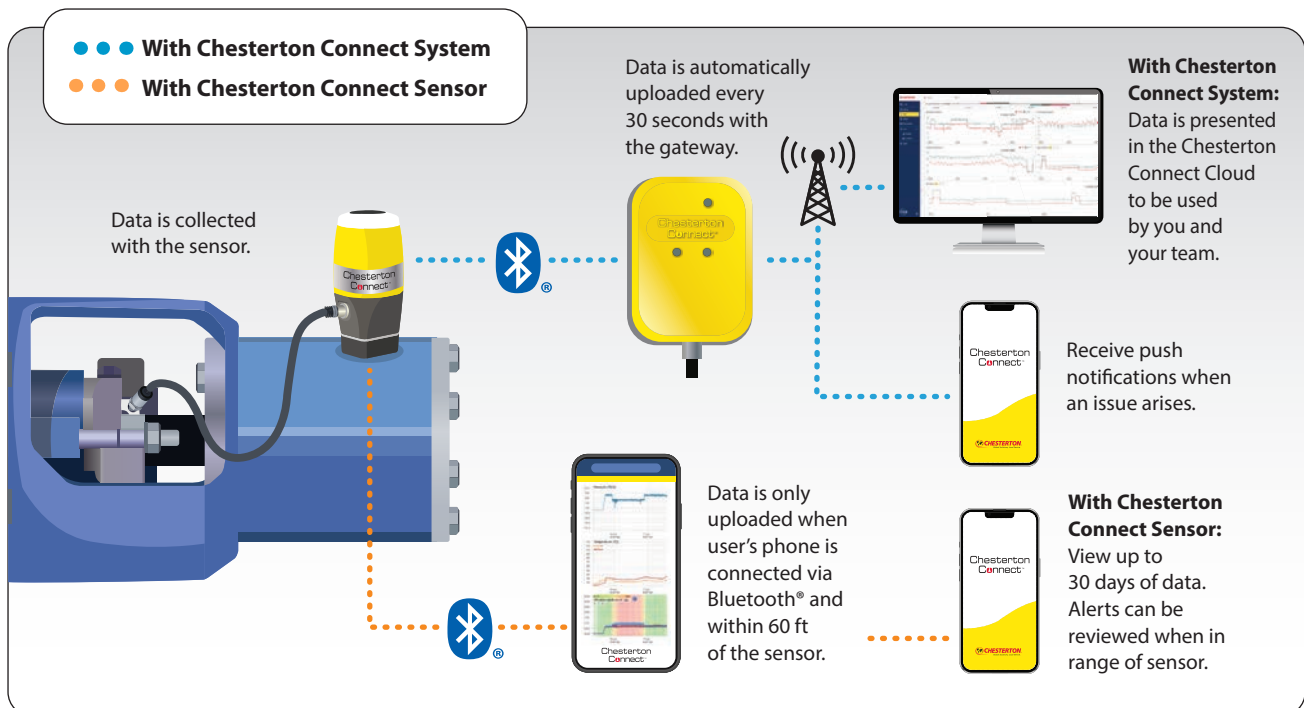 With Chesterton Connect System
With Chesterton Connect Sensor
Data is collected
with the sensor.
Chesterton
Connect
®
Data is automatically
uploaded every
30 seconds with
the gateway.
Chesterton
Connect
With Chesterton
Connect System:
Data is presented
in the Chesterton
Connect Cloud
to be used
by you and
your team.
Chesterton
Connect
CHESTERTON
Receive push
notifications when
an issue arises.
®
Chesterton
Connect
Data is only
uploaded when
user's phone is
connected via
Bluetooth® and
within 60 ft
of the sensor.
Chesterton
Connect
CHESTERTON
With Chesterton
Connect Sensor:
View up to
30 days of data.
Alerts can be
reviewed when in
range of sensor.